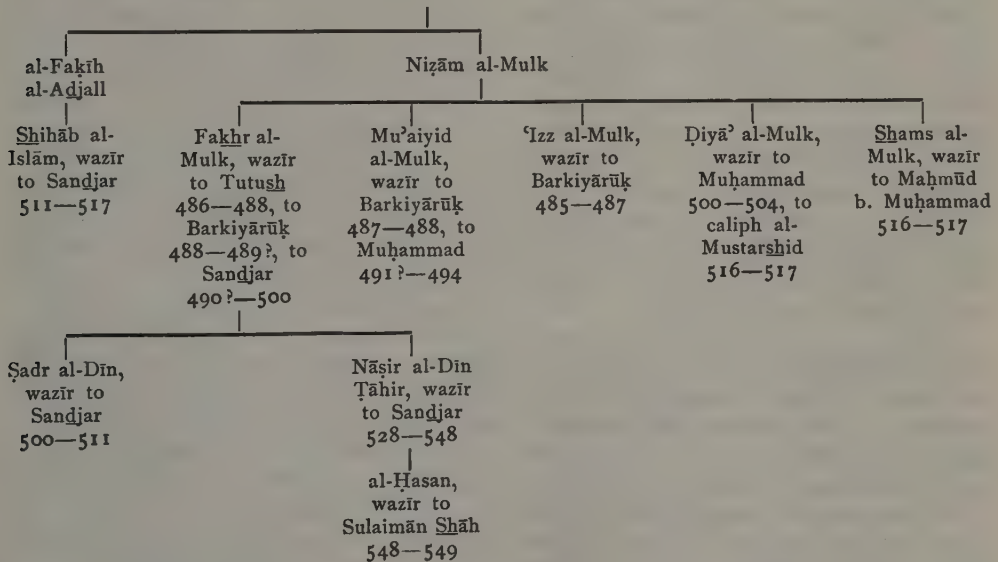 al-Faḳīh
al-Adjall
Niẓām al-Mulk
Shihāb al-
Islām, wazīr
to Sandjar
511—517
Fakhr al-
Mulk, wazīr
to Tutush
486—488, to
Barkiyārūḳ
488—489?, to
Sandjar
490?—500
Muʾaiyid
al-Mulk,
wazīr to
Barkiyārūḳ
487—488, to
Muḥammad
491?—494
ʿIzz al-Mulk,
wazīr to
Barkiyārūḳ
485—487
Ḍiyāʾ al-Mulk,
wazīr to
Muḥammad
500—504, to
caliph al-
Mustarshid
516—517
Shams al-
Mulk, wazīr
to Maḥmūd
b. Muḥammad
516—517
Ṣadr al-Dīn,
wazīr to
Sandjar
500—511
Nāṣir al-Dīn
Ṭāhir, wazīr
to Sandjar
528—548
al-Ḥasan,
wazīr to
Sulaimān Shāh
548—549